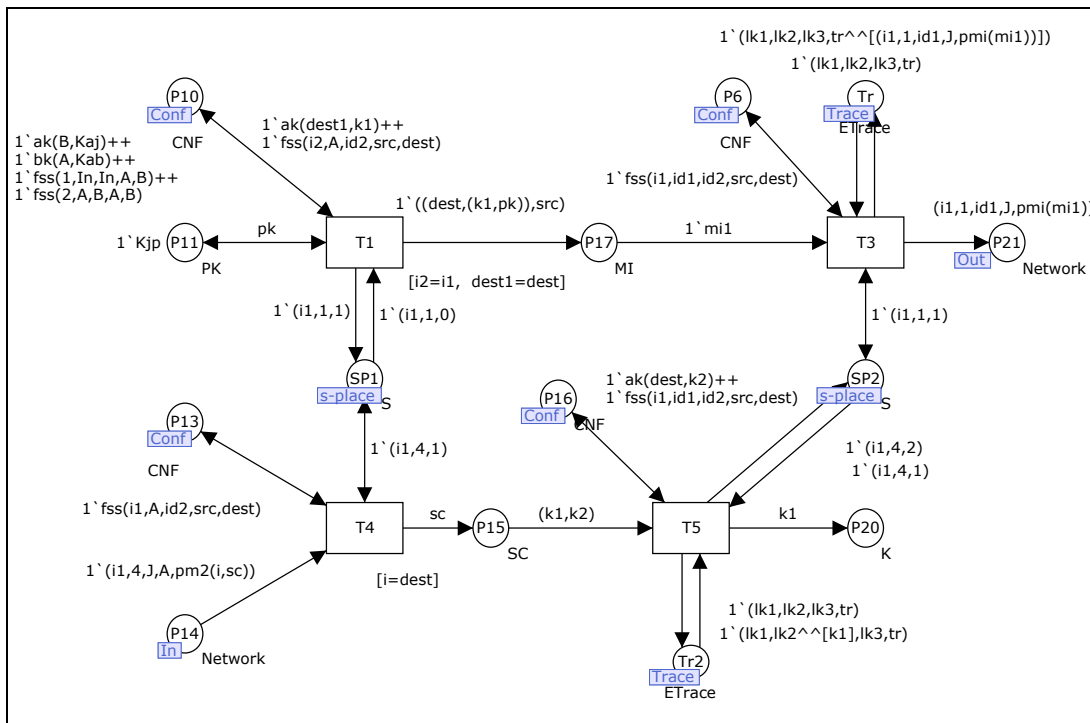 1`(lk1,lk2,lk3,tr^^[(i1,1,id1,J,pmi(mi1))])
1`(lk1,lk2,lk3,tr)
P10
Conf
CNF
1`ak(B,Kaj)++
1`bk(A,Kab)++
1`fss(1,In,In,A,B)++
1`fss(2,A,B,A,B)
1`ak(dest1,k1)++
1`fss(i2,A,id2,src,dest)
P6
Conf
CNF
Tr
Trace
ETrace
1`fss(i1,id1,id2,src,dest)
1`Kjp
P11
PK
pk
T1
1`((dest,(k1,pk)),src)
[i2=i1, dest1=dest]
P17
MI
1`mi1
T3
(i1,1,id1,J,pmi(mi1))
P21
Out
Network
1`(i1,1,1)
1`(i1,1,0)
1`(i1,1,1)
SP1
s-place
S
SP2
s-place
S
P13
Conf
CNF
1`(i1,4,1)
P16
Conf
CNF
1`ak(dest,k2)++
1`fss(i1,id1,id2,src,dest)
1`(i1,4,2)
1`(i1,4,1)
1`fss(i1,A,id2,src,dest)
T4
sc
P15
SC
(k1,k2)
T5
k1
P20
K
1`(i1,4,J,A,pm2(i,sc))
[i=dest]
P14
In
Network
1`(lk1,lk2,lk3,tr)
1`(lk1,lk2^^[k1],lk3,tr)
Tr2
Trace
ETrace